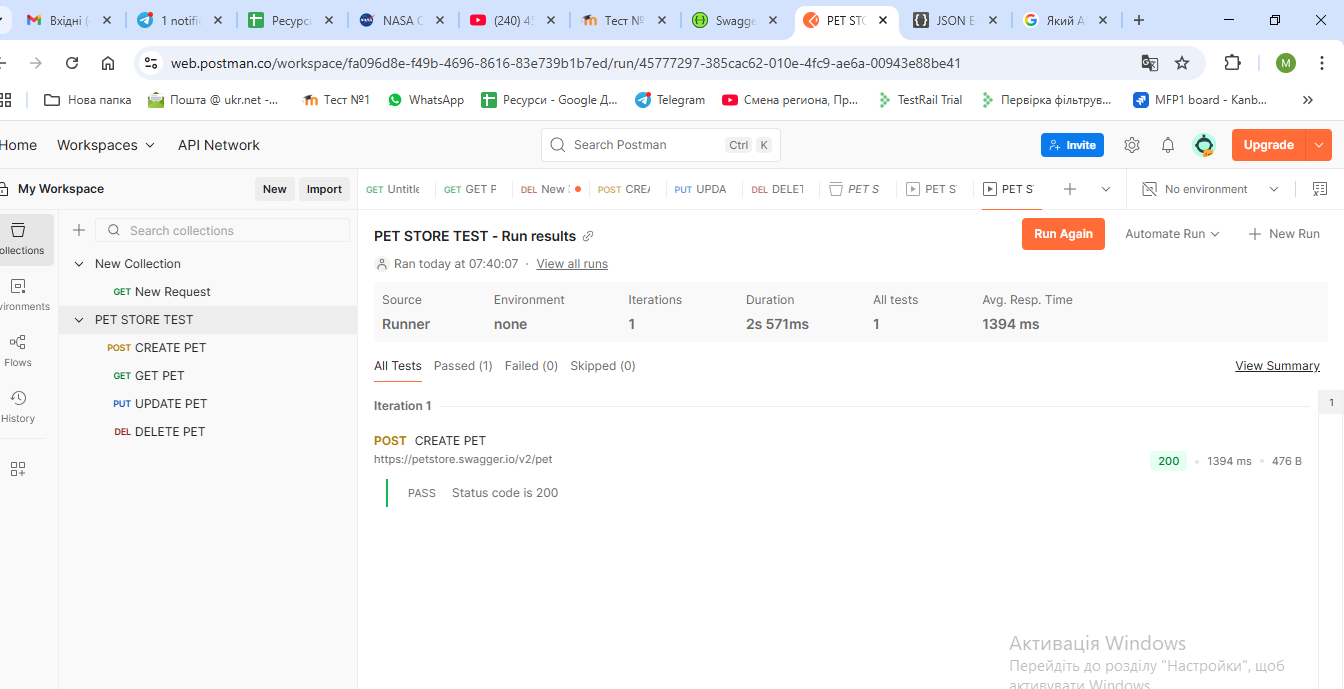 Вхідні (
1 notific
Ресурс
NASA C
(240) 45
Тест №
Swagge
PET STO
JSON E
Який A
web.postman.co/workspace/fa096d8e-f49b-4696-8616-83e739b1b7ed/run/45777297-385cac62-010e-4fc9-ae6a-00943e88be41
M
Нова папка
Пошта @ ukr.net -...
Тест №1
WhatsApp
Ресурси - Google Д...
Telegram
Смена региона, Пр...
TestRail Trial
Перевірка фільтрув...
MFP1 board - Kanb...
Home
Workspaces
API Network
Search Postman
Ctrl
K
Invite
Upgrade
My Workspace
New
Import
GET Untitle
GET GET P
DEL New
POST CREA
PUT UPDA
DEL DELET
PET S
PET S
PET S
No environment
ollections
vironments
Flows
History
Search collections
New Collection
GET New Request
PET STORE TEST
POST CREATE PET
GET GET PET
PUT UPDATE PET
DEL DELETE PET
PET STORE TEST - Run results
Run Again
Automate Run
New Run
Ran today at 07:40:07 · View all runs
Source Environment Iterations Duration All tests Avg. Resp. Time
Runner none 1 2s 571ms 1 1394 ms
All Tests Passed (1) Failed (0) Skipped (0)
View Summary
Iteration 1
1
POST CREATE PET
https://petstore.swagger.io/v2/pet
200 • 1394 ms • 476 B
PASS Status code is 200
Активація Windows
Перейдіть до розділу "Настройки", щоб
активувати Windows.